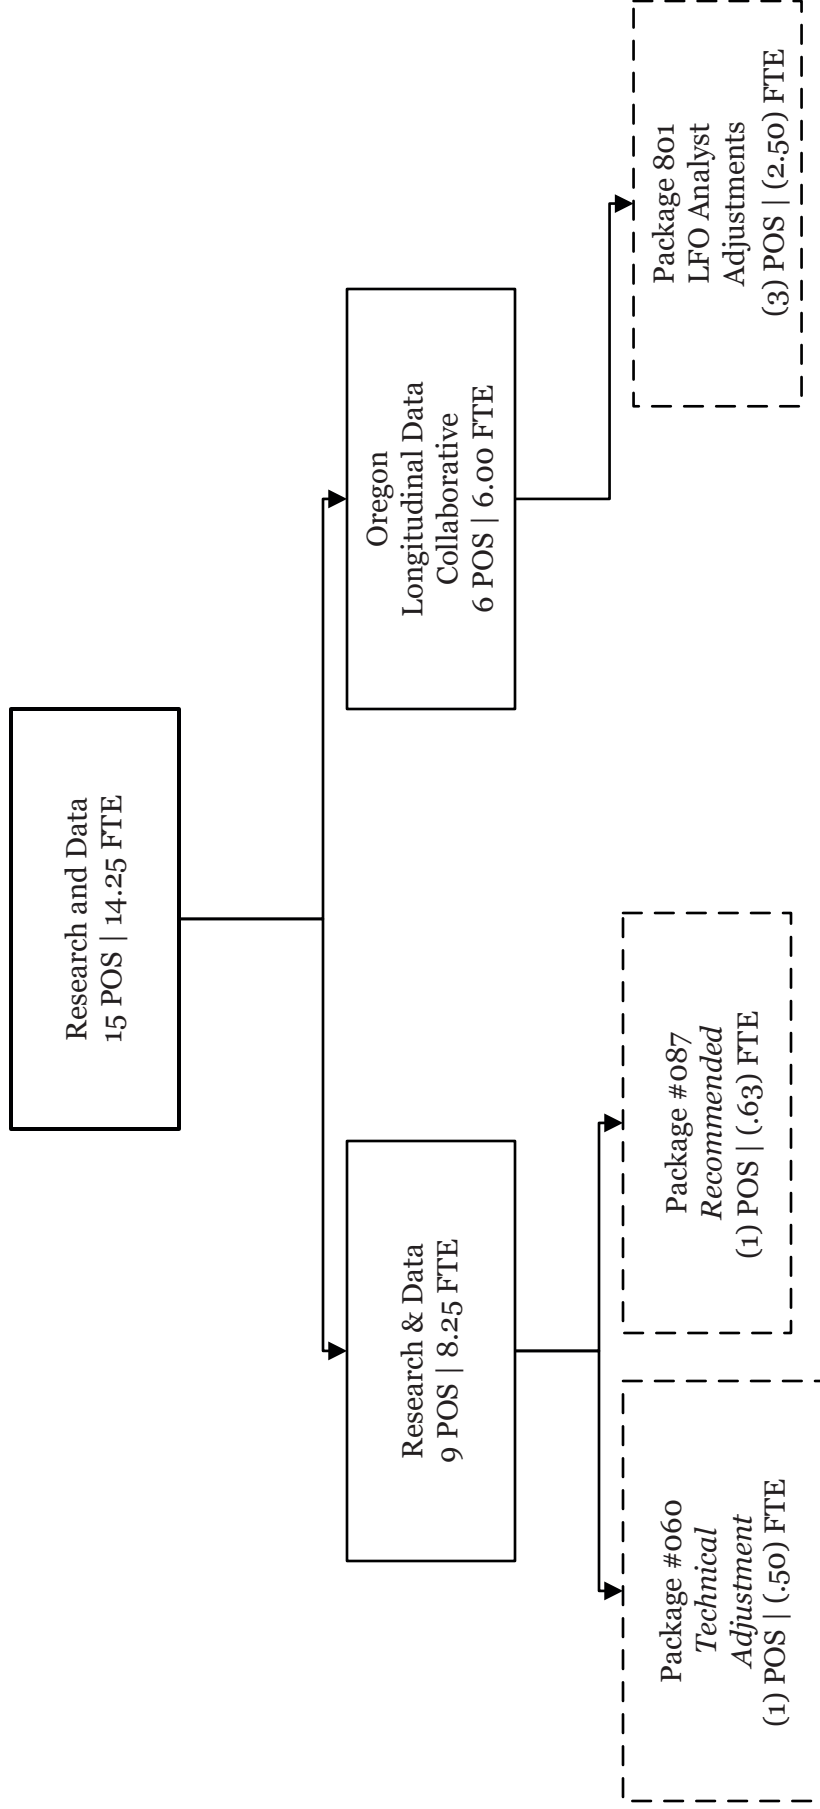 Research and Data
15 POS | 14.25 FTE
Research & Data
9 POS | 8.25 FTE
Oregon
Longitudinal Data
Collaborative
6 POS | 6.00 FTE
Package #060
Technical
Adjustment
(1) POS | (.50) FTE
Package #087
Recommended
(1) POS | (.63) FTE
Package 801
LFO Analyst
Adjustments
(3) POS | (2.50) FTE